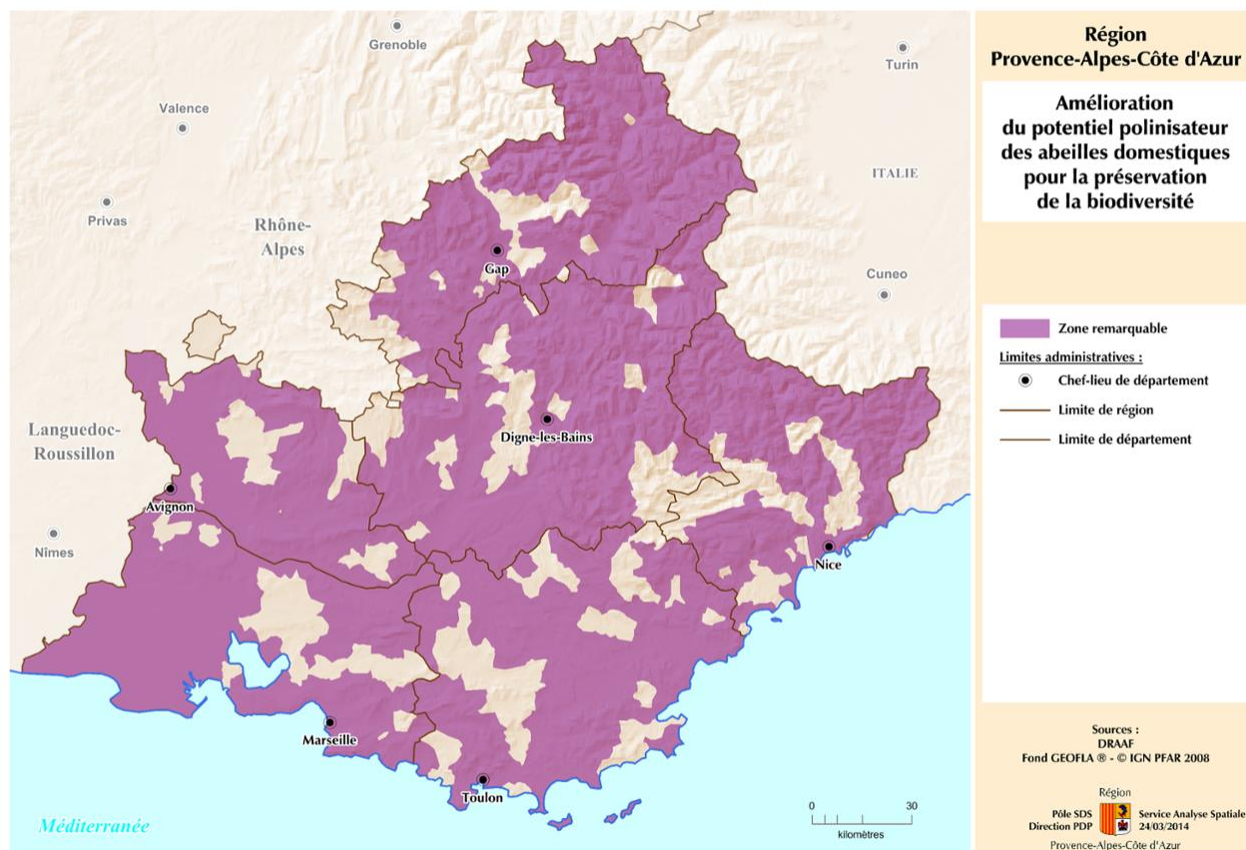 Grenoble
Turin
Valence
ITALIE
Privas
Rhône-
Alpes
Gap
Cuneo
Languedoc-
Roussillon
Digne-les-Bains
Avignon
Nîmes
Nice
Marseille
Toulon
Méditerranée
0 30
kilomètres
Région
Provence-Alpes-Côte d'Azur
Amélioration
du potentiel polinisateur
des abeilles domestiques
pour la préservation
de la biodiversité
Zone remarquable
Limites administratives :
Chef-lieu de département
Limite de région
Limite de département
Sources :
DRAAF
Fond GEOFLA ® - © IGN PFAR 2008
Région
Pôle SDS Service Analyse Spatiale
Direction PDP 24/03/2014
Provence-Alpes-Côte d'Azur